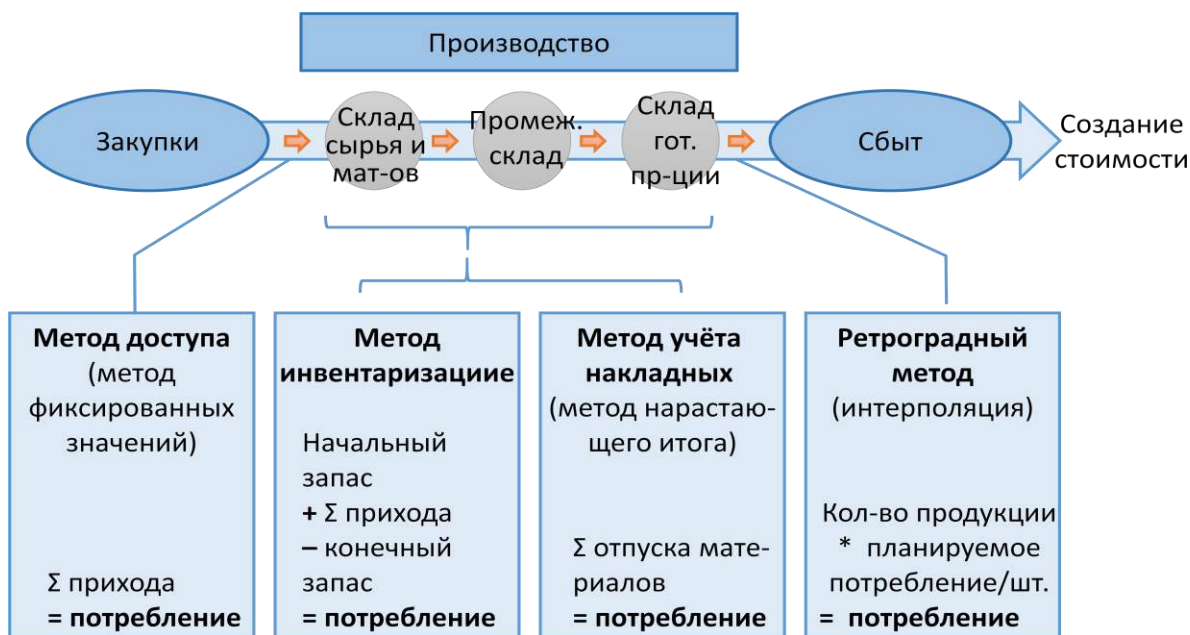 Производство
Закупки
Склад
сырья и
мат-ов
Промеж.
склад
Склад
гот.
пр-ции
Сбыт
Создание
стоимости
Метод доступа
(метод
фиксированных
значений)
Σ прихода
= потребление
Метод
инвентаризациие
Начальный
запас
+ Σ прихода
– конечный
запас
= потребление
Метод учёта
накладных
(метод нарастаю-
щего итога)
Σ отпуска мате-
риалов
= потребление
Ретроградный
метод
(интерполяция)
Кол-во продукции
* планируемое
потребление/шт.
= потребление